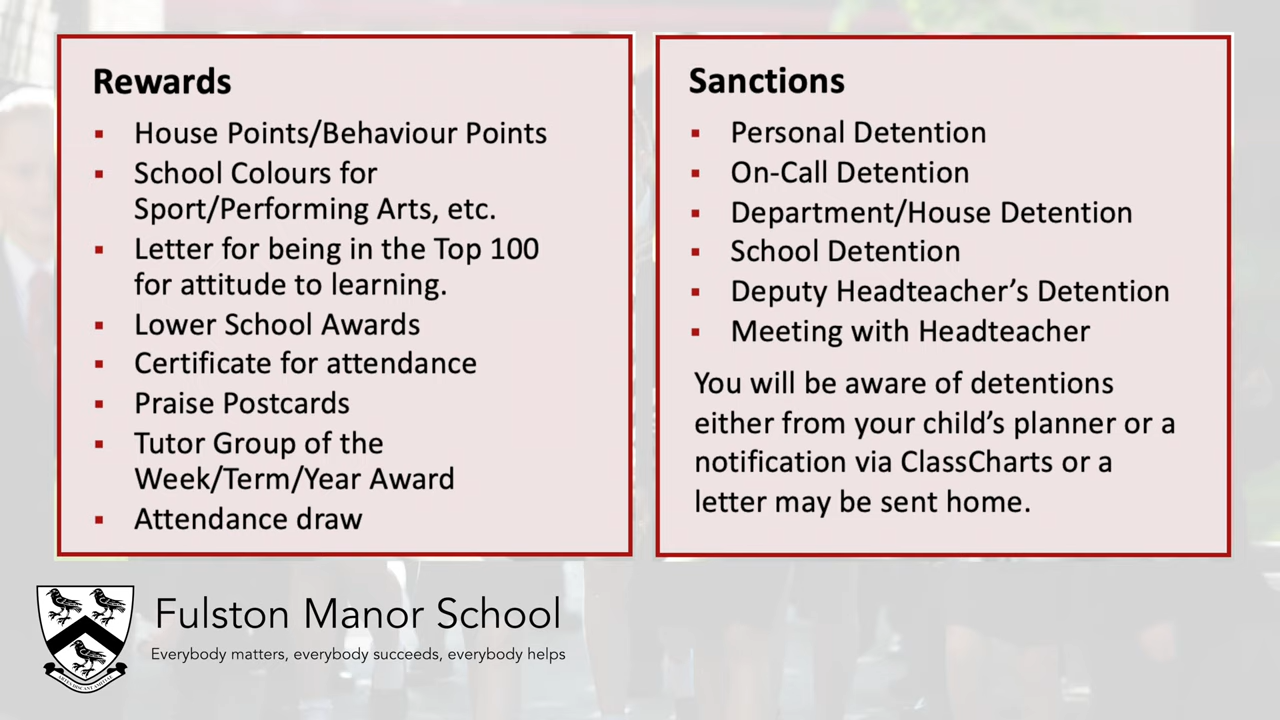 Rewards
▪ House Points/Behaviour Points
▪ School Colours for
Sport/Performing Arts, etc.
▪ Letter for being in the Top 100
for attitude to learning.
▪ Lower School Awards
▪ Certificate for attendance
▪ Praise Postcards
▪ Tutor Group of the
Week/Term/Year Award
▪ Attendance draw
Sanctions
▪ Personal Detention
▪ On-Call Detention
▪ Department/House Detention
▪ School Detention
▪ Deputy Headteacher’s Detention
▪ Meeting with Headteacher
You will be aware of detentions
either from your child’s planner or a
notification via ClassCharts or a
letter may be sent home.
Fulston Manor School
Everybody matters, everybody succeeds, everybody helps